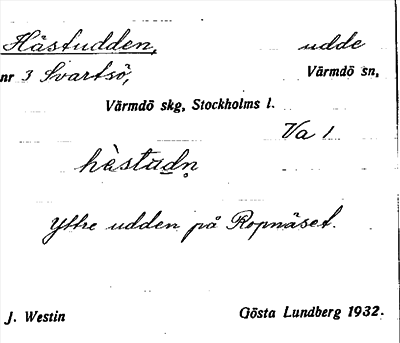 Hästudden, udde
nr 3 Svartsö, Värmdö sn,
Värmdö skg, Stockholms l.
Va 1
hèstudn̥
Yttre udden på Ropnäset.
J. Westin Gösta Lundberg 1932.